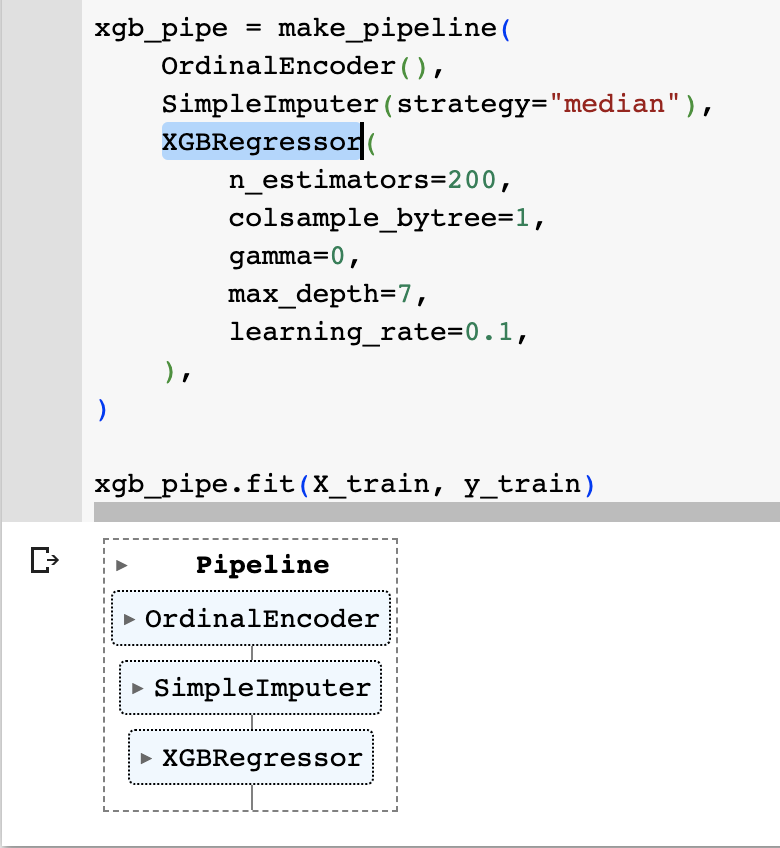 xgb_pipe = make_pipeline(
    OrdinalEncoder(),
    SimpleImputer(strategy="median"),
    XGBRegressor(
        n_estimators=200,
        colsample_bytree=1,
        gamma=0,
        max_depth=7,
        learning_rate=0.1,
    ),
)
xgb_pipe.fit(X_train, y_train)
Pipeline
OrdinalEncoder
SimpleImputer
XGBRegressor